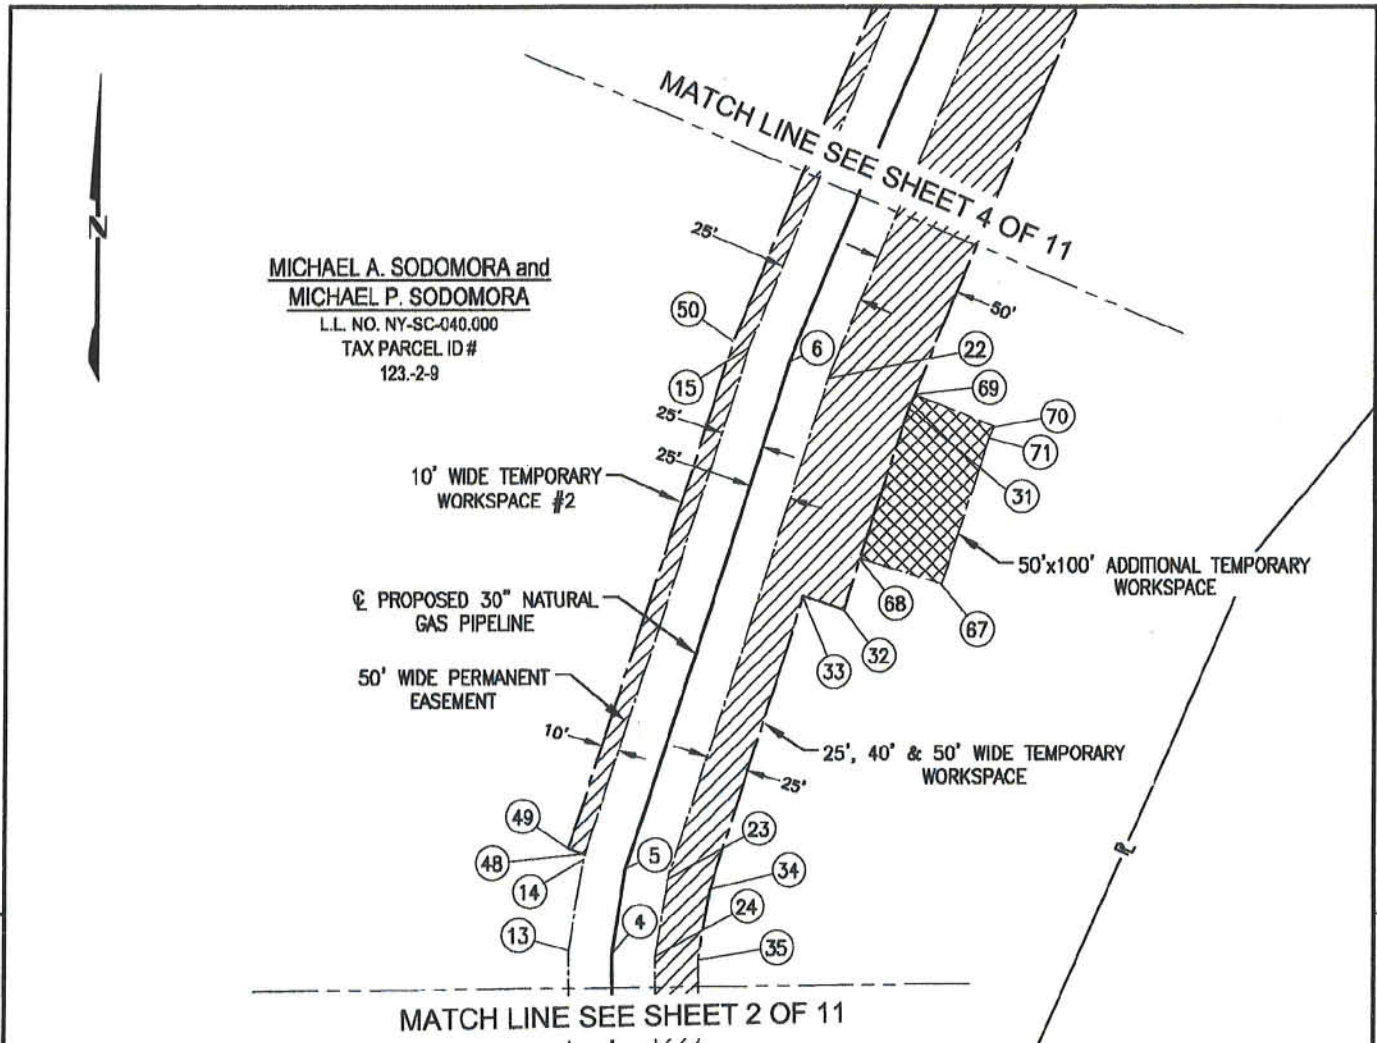 MATCH LINE SEE SHEET 4 OF 11
N
MICHAEL A. SODOMORA and
MICHAEL P. SODOMORA
L.L. NO. NY-SC-040.000
TAX PARCEL ID #
123.-2-9
25'
50'
50
6
22
15
69
25'
70
71
25'
10' WIDE TEMPORARY
WORKSPACE #2
31
50'x100' ADDITIONAL TEMPORARY
WORKSPACE
℄ PROPOSED 30" NATURAL
GAS PIPELINE
68
67
32
33
50' WIDE PERMANENT
EASEMENT
10'
25', 40' & 50' WIDE TEMPORARY
WORKSPACE
25'
49
23
5
48
34
14
24
4
13
35
MATCH LINE SEE SHEET 2 OF 11